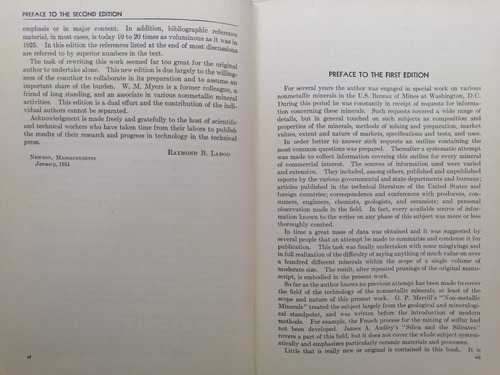 PREFACE TO THE SECOND EDITION
emphasis or in major content. In addition, bibliographic reference
material, in most cases, is today 10 to 20 times as voluminous as it was in
1925. In this edition the references listed at the end of most discussions
are referred to by superior numbers in the text.
The task of rewriting this work seemed far too great for the original
author to undertake alone. This new edition is due largely to the willing-
ness of the coauthor to collaborate in its preparation and to assume an
important share of the burden. W. M. Myers is a former colleague, a
friend of long standing, and an associate in various nonmetallic mineral
activities. This edition is a dual effort and the contribution of the indi-
vidual authors cannot be separated.
Acknowledgment is made freely and gratefully to the host of scientific
and technical workers who have taken time from their labors to publish
the results of their research and progress in technology in the technical
press.
RAYMOND B. LADOO
NEWTON, MASSACHUSETTS
January, 1951
vi
PREFACE TO THE FIRST EDITION
For several years the author was engaged in special work on various
nonmetallic minerals in the U.S. Bureau of Mines at Washington, D.C.
During this period he was constantly in receipt of requests for informa-
tion concerning these minerals. Such requests covered a wide range of
details, but in general touched on such subjects as composition and
properties of the minerals, methods of mining and preparation, market
values, extent and nature of markets, specifications and tests, and uses.
In order to better answer such requests an outline containing the
most common questions was prepared. Thereafter a systematic attempt
was made to collect information covering this outline for every mineral
of commercial interest. The sources of information used were varied
and extensive. They included, among others, published and unpublished
reports by the various governmental and state departments and bureaus;
articles published in the technical literature of the United States and
foreign countries; correspondence and conferences with producers, con-
sumers, engineers, chemists, geologists, and ceramists; and personal
observation made in the field. In fact, every available source of infor-
mation known to the writer on any phase of this subject was more or less
thoroughly combed.
In time a great mass of data was obtained and it was suggested by
several people that an attempt be made to summarize and condense it for
publication. This task was finally undertaken with some misgivings and
in full realization of the difficulty of saying anything of much value on over
a hundred different minerals within the scope of a single volume of
moderate size. The result, after repeated prunings of the original manu-
script, is embodied in the present work.
So far as the author knows no previous attempt has been made to cover
the field of the technology of the nonmetallic minerals, at least of the
scope and nature of this present work. G. P. Merrill's "Non-metallic
Minerals" treated the subject largely from the geological and mineralogi-
cal standpoint, and was written before the introduction of modern
methods. For example, the Frasch process for the mining of sulfur had
not been developed. James A. Audley's "Silica and the Silicates"
covers a part of this field, but it does not cover the whole subject system-
atically and emphasizes particularly ceramic materials and processes.
Little that is really new or original is contained in this book. It is
vii